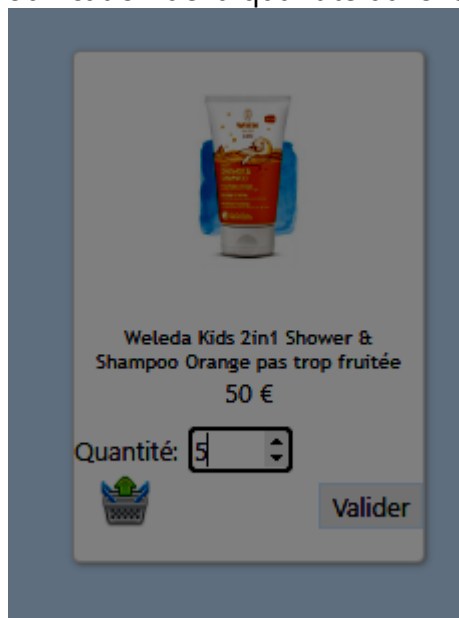 Weleda Kids 2in1 Shower &
Shampoo Orange pas trop fruitée
50 €
Quantité: 5
Valider